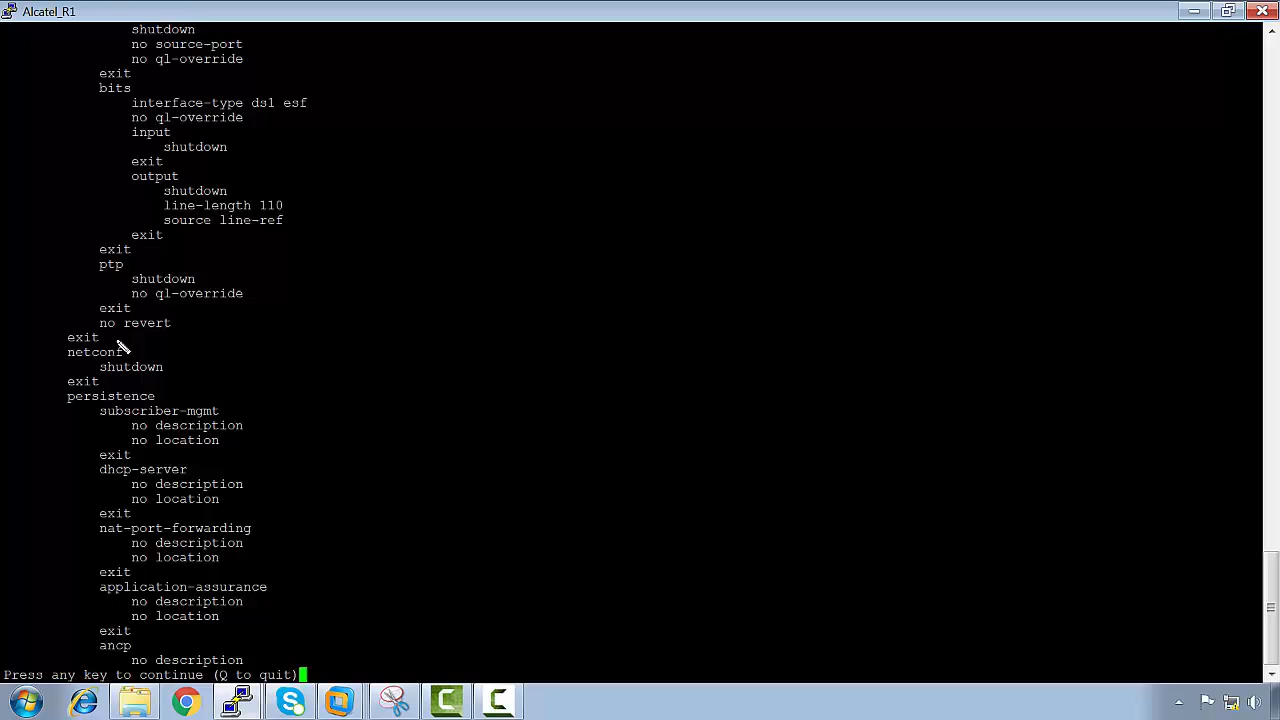 Alcatel_R1
shutdown
no source-port
no ql-override
exit
bits
interface-type ds1 esf
no ql-override
input
shutdown
exit
output
shutdown
line-length 110
source line-ref
exit
exit
ptp
shutdown
no ql-override
exit
no revert
exit
netconf
shutdown
exit
persistence
subscriber-mgmt
no description
no location
exit
dhcp-server
no description
no location
exit
nat-port-forwarding
no description
no location
exit
application-assurance
no description
no location
exit
ancp
no description
Press any key to continue (Q to quit)